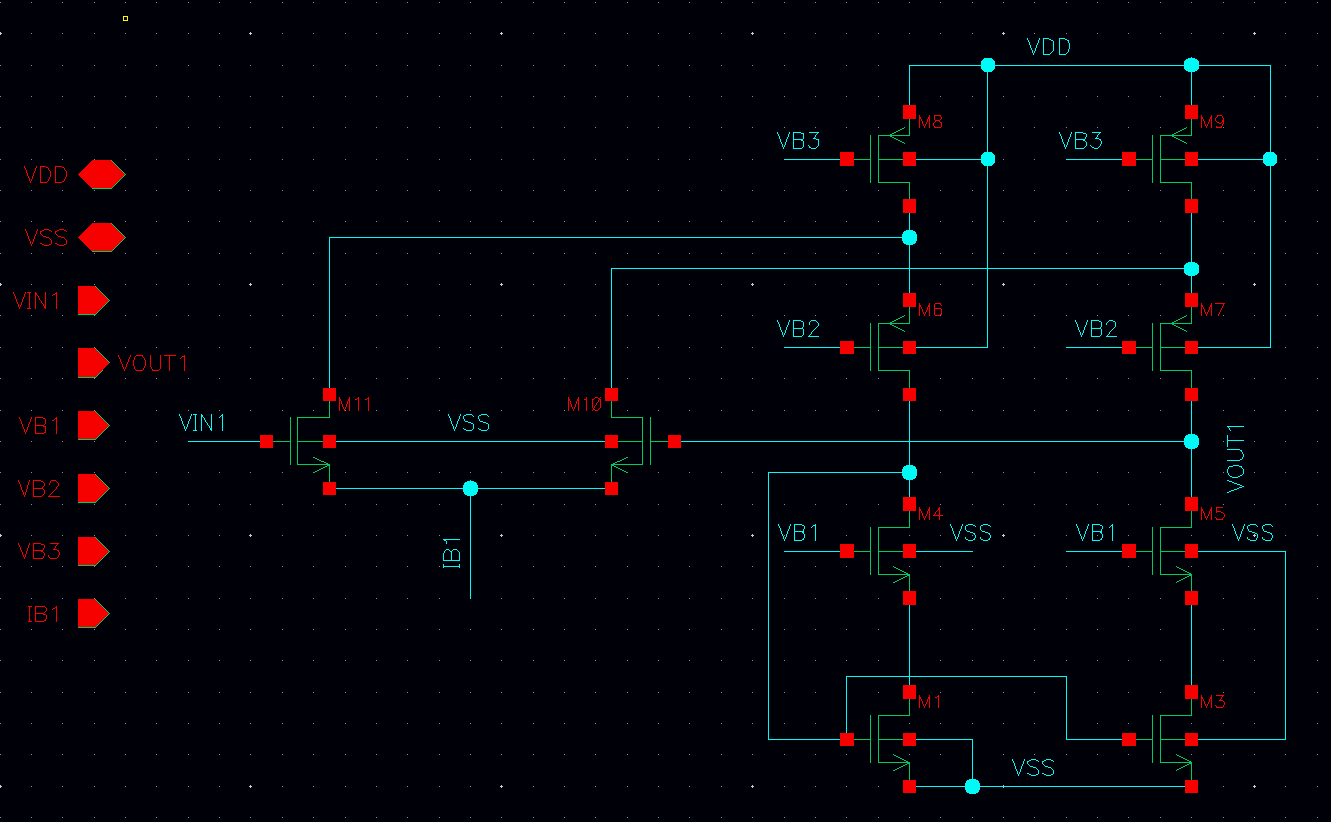 VDD
VSS
VIN1
VOUT1
VB1
VB2
VB3
IB1
VDD
M8
M9
VB3
VB3
M6
M7
VB2
VB2
M11
M10
VIN1
VSS
VOUT1
M4
M5
VB1
VSS
VB1
VSS
IB1
M1
M3
VSS